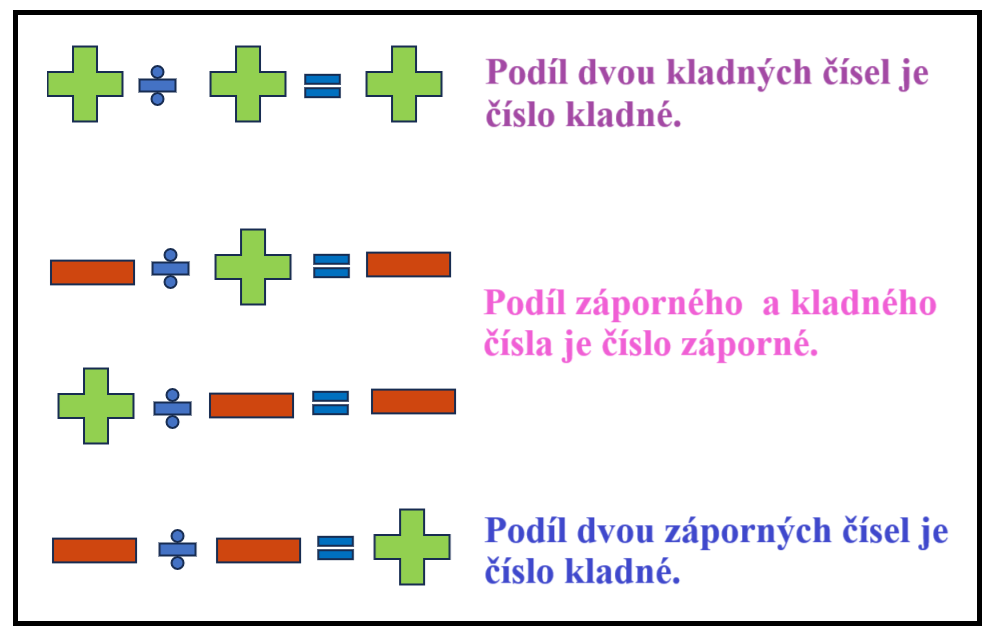 Podíl dvou kladných čísel je
číslo kladné.
Podíl záporného  a kladného
čísla je číslo záporné.
Podíl dvou záporných čísel je
číslo kladné.